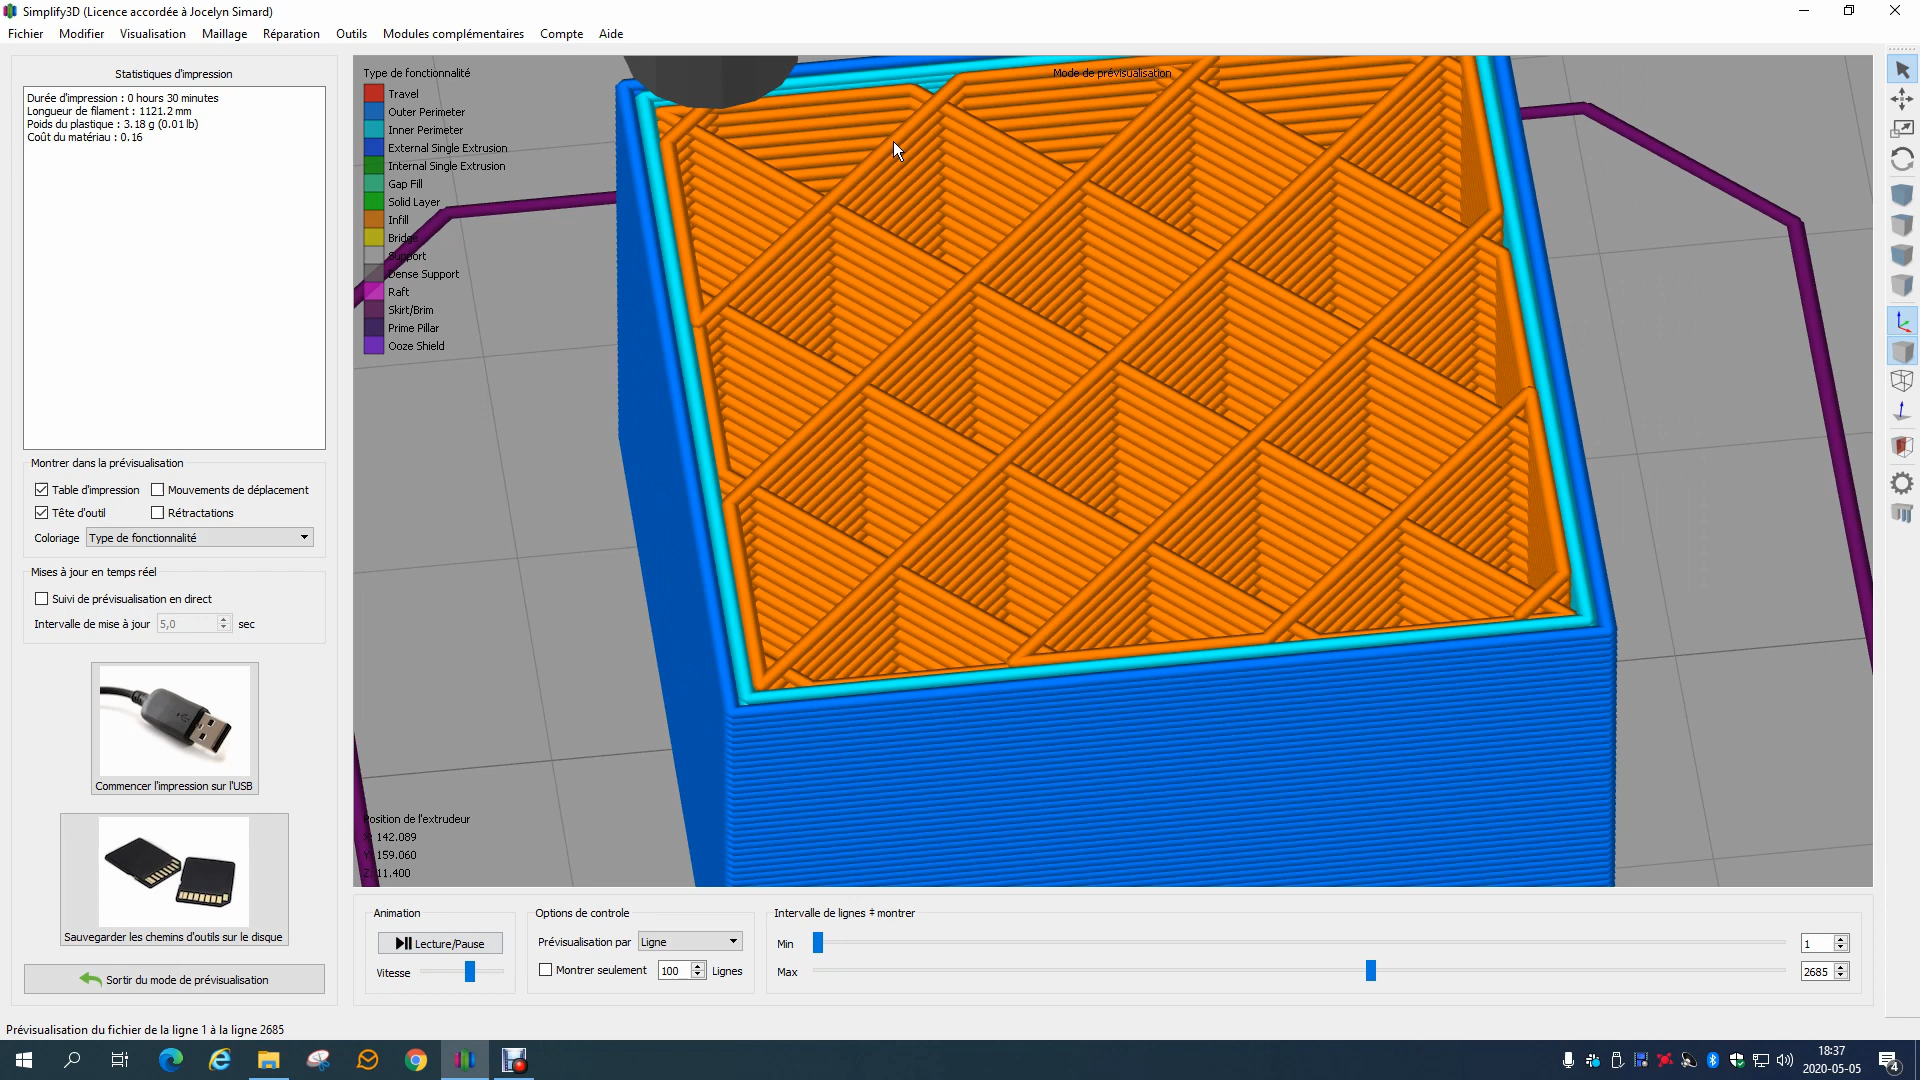 Simplify3D (Licence accordée à Jocelyn Simard)
Fichier Modifier Visualisation Maillage Réparation Outils Modules complémentaires Compte Aide
Statistiques d'impression
Durée d'impression : 0 hours 30 minutes
Longueur de filament : 1121.2 mm
Poids du plastique : 3.18 g (0.01 lb)
Coût du matériau : 0.16
Montrer dans la prévisualisation
Table d'impression Mouvements de déplacement
Tête d'outil Rétractations
Coloriage Type de fonctionnalité
Mises à jour en temps réel
Suivi de prévisualisation en direct
Intervalle de mise à jour 5,0 sec
Commencer l'impression sur l'USB
Sauvegarder les chemins d'outils sur le disque
Sortir du mode de prévisualisation
Type de fonctionnalité
Travel
Outer Perimeter
Inner Perimeter
External Single Extrusion
Internal Single Extrusion
Gap Fill
Solid Layer
Infill
Bridge
Support
Dense Support
Raft
Skirt/Brim
Prime Pillar
Ooze Shield
Mode de prévisualisation
Position de l'extrudeur
X: 142.089
Y: 159.060
Z: 11.400
Animation
Lecture/Pause
Vitesse
Options de controle
Prévisualisation par Ligne
Montrer seulement 100 Lignes
Intervalle de lignes ‡ montrer
Min 1
Max 2685
Prévisualisation du fichier de la ligne 1 à la ligne 2685
18:37
2020-05-05
4